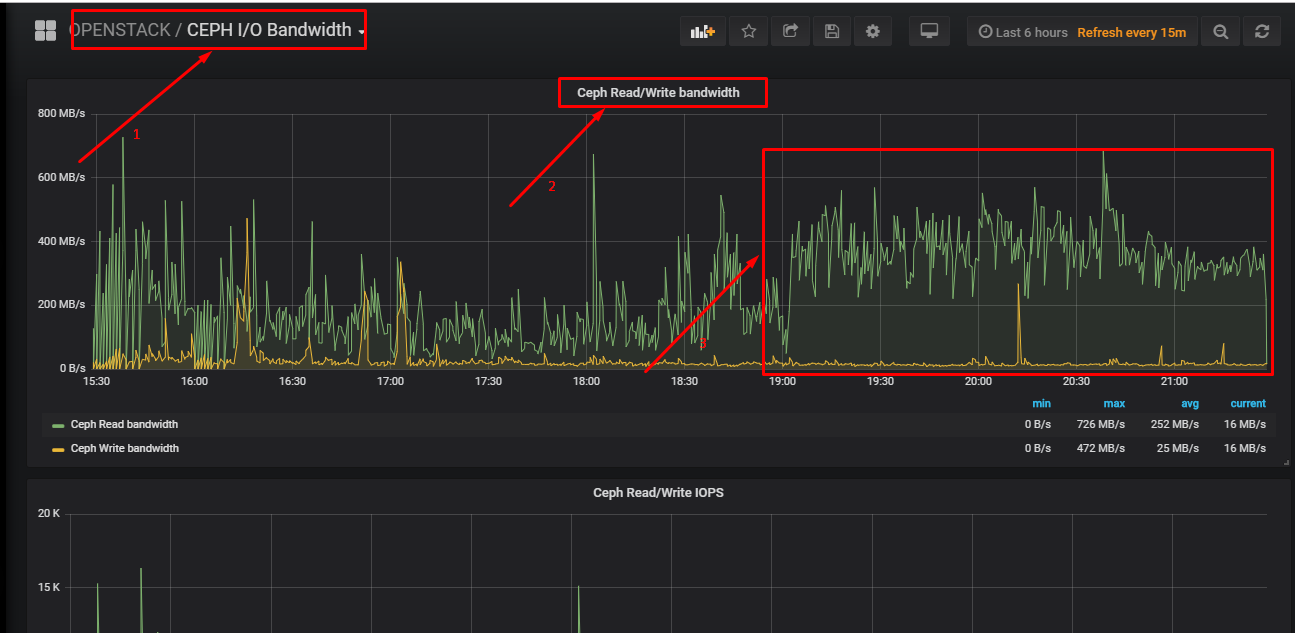 OPENSTACK / CEPH I/O Bandwidth
Last 6 hours Refresh every 15m
Ceph Read/Write bandwidth
800 MB/s
600 MB/s
400 MB/s
200 MB/s
0 B/s
1
2
3
15:30 16:00 16:30 17:00 17:30 18:00 18:30 19:00 19:30 20:00 20:30 21:00
min max avg current
Ceph Read bandwidth 0 B/s 726 MB/s 252 MB/s 16 MB/s
Ceph Write bandwidth 0 B/s 472 MB/s 25 MB/s 16 MB/s
Ceph Read/Write IOPS
20 K
15 K